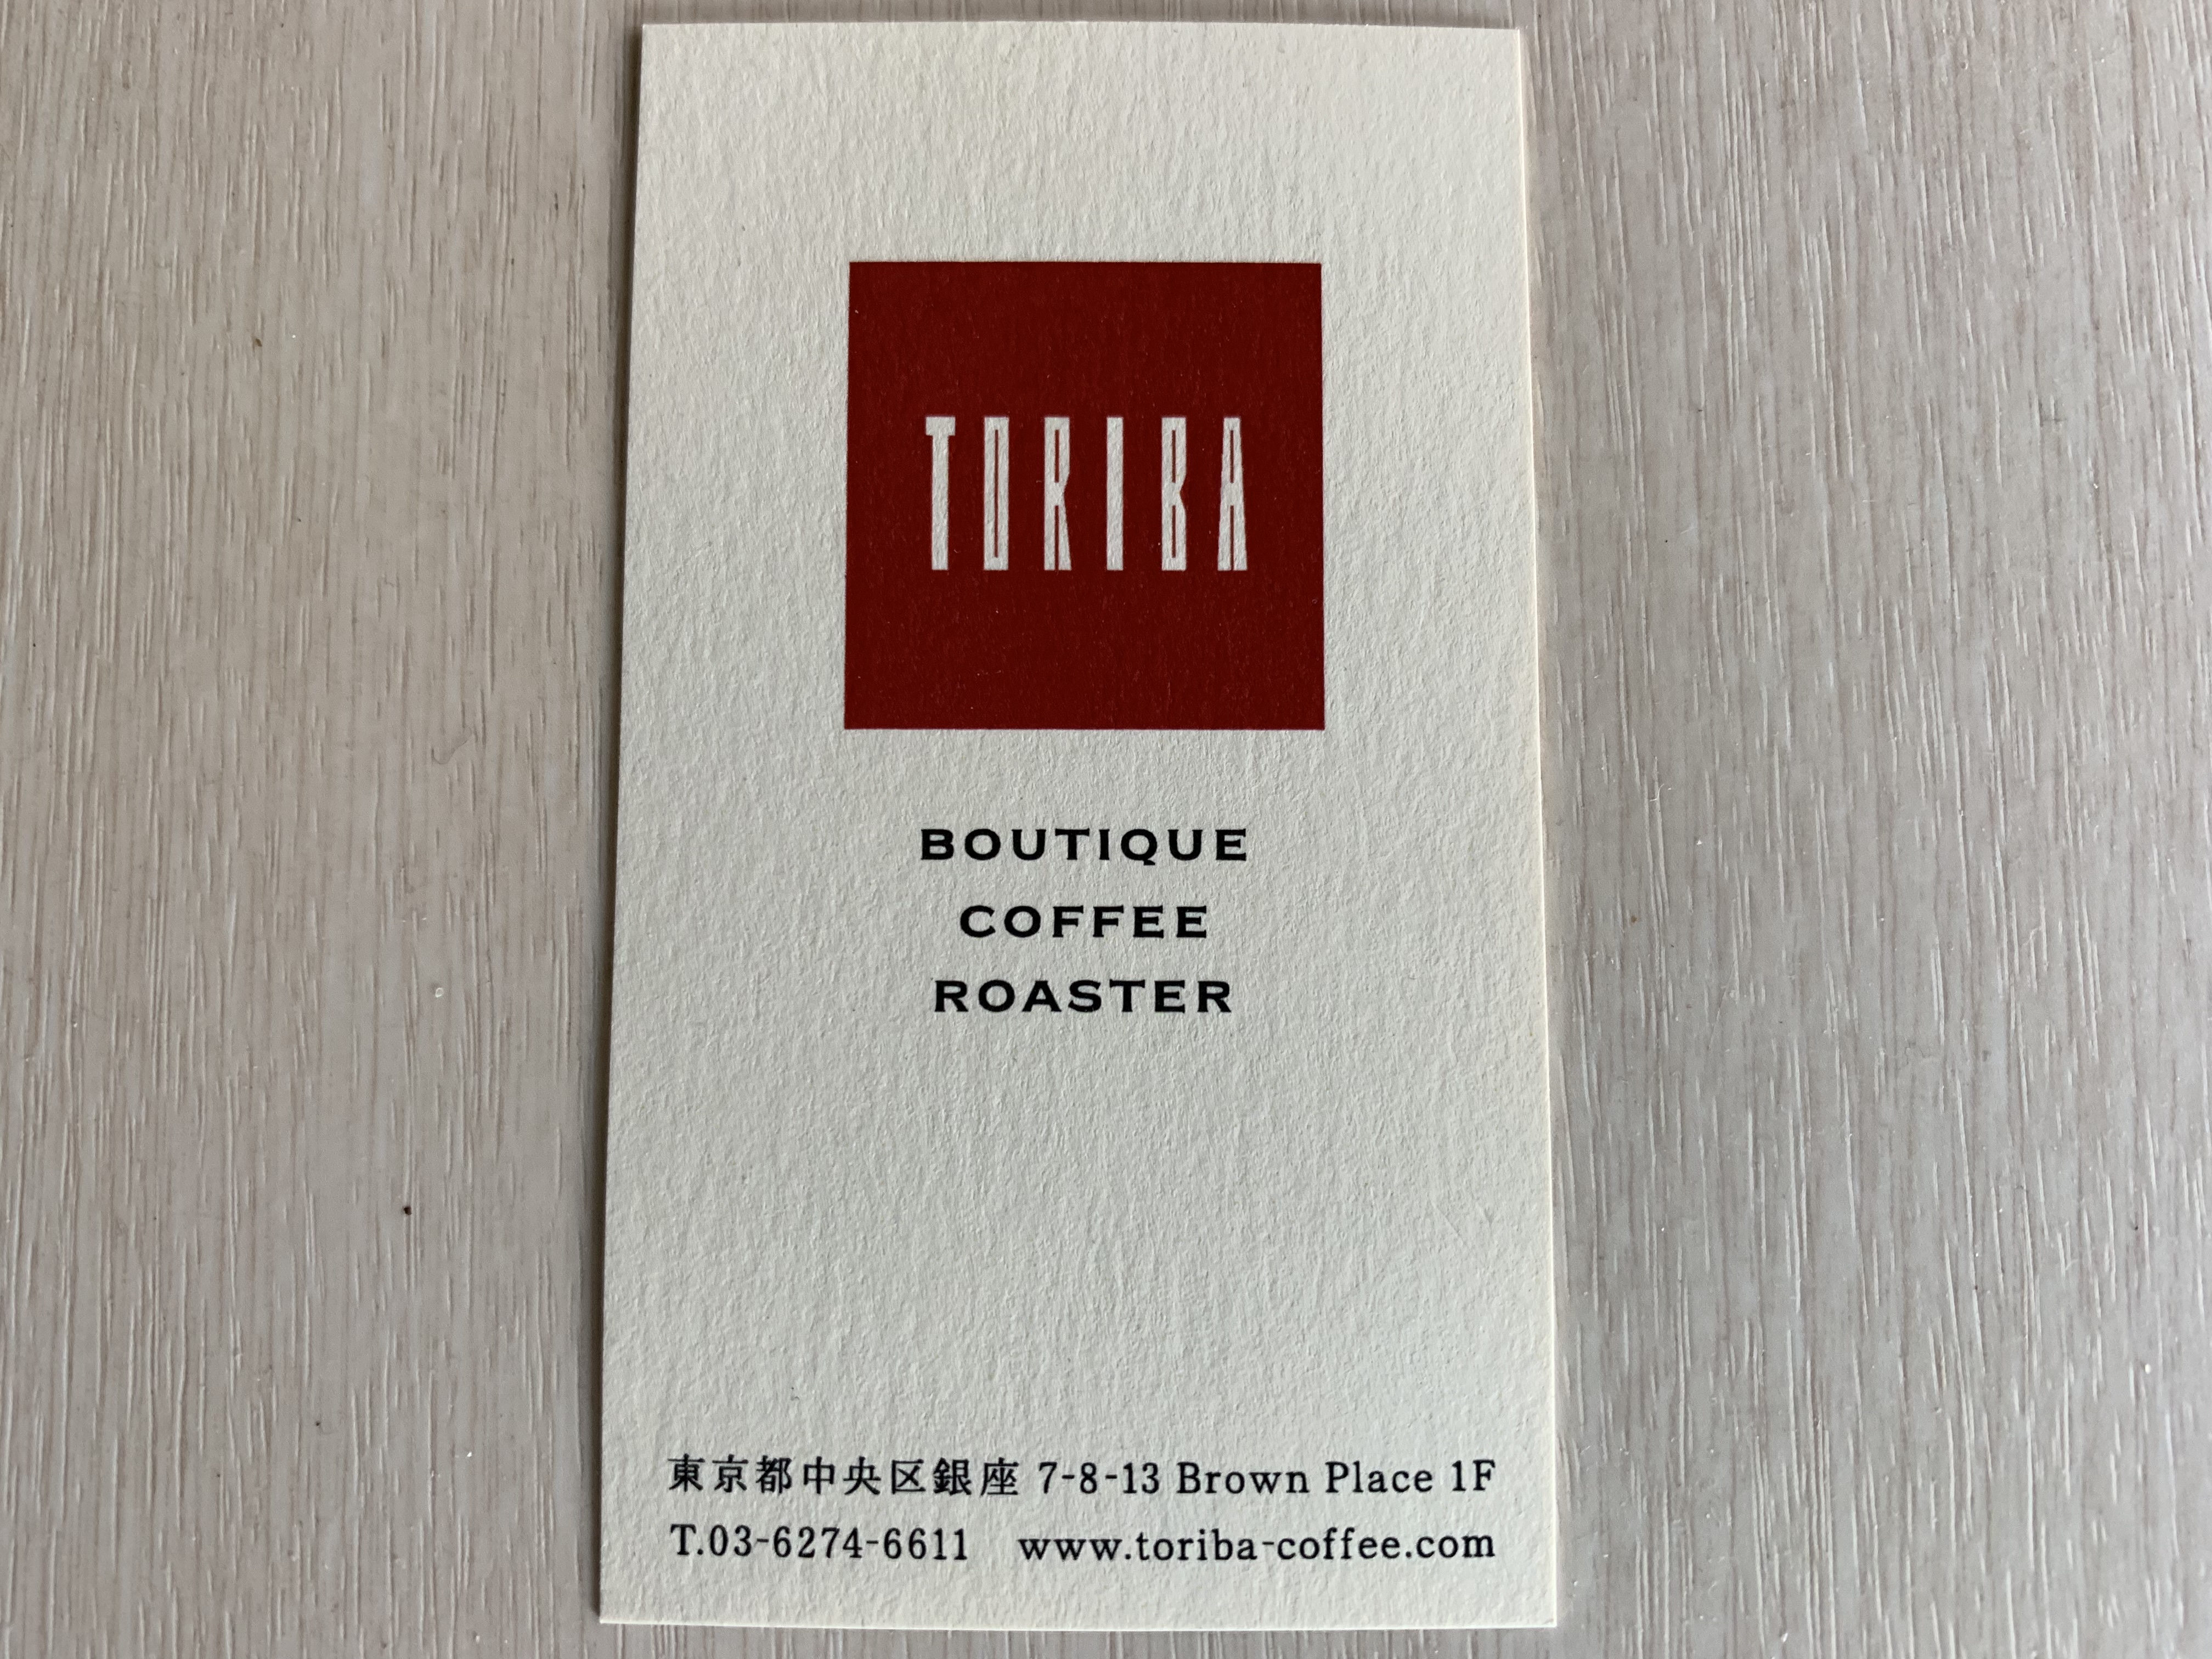 TORIBA
BOUTIQUE
COFFEE
ROASTER
東京都中央区銀座 7-8-13 Brown Place 1F
T.03-6274-6611 www.toriba-coffee.com